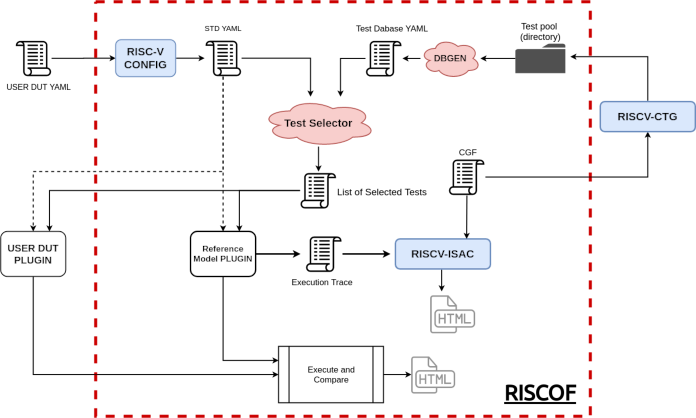 STD YAML
Test Dabase YAML
Test pool
(directory)
RISC-V
CONFIG
DBGEN
USER DUT YAML
RISCV-CTG
Test Selector
CGF
List of Selected Tests
USER DUT
PLUGIN
Reference
Model PLUGIN
RISCV-ISAC
Execution Trace
HTML
Execute and
Compare
HTML
RISCOF